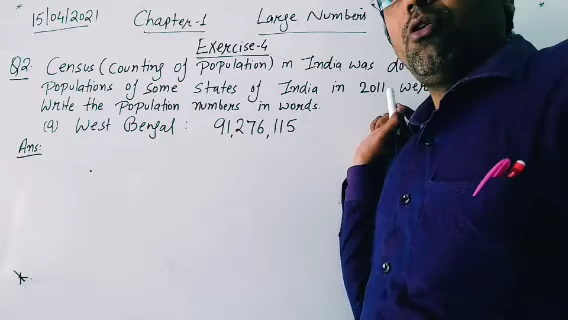 15/04/2021 Chapter-1 Large Numbers
Exercise-4
Q2. Census (counting of population) in India was do
populations of some states of India in 2011 wer
Write the population numbers in words.
(a) West Bengal : 91,276,115
Ans: